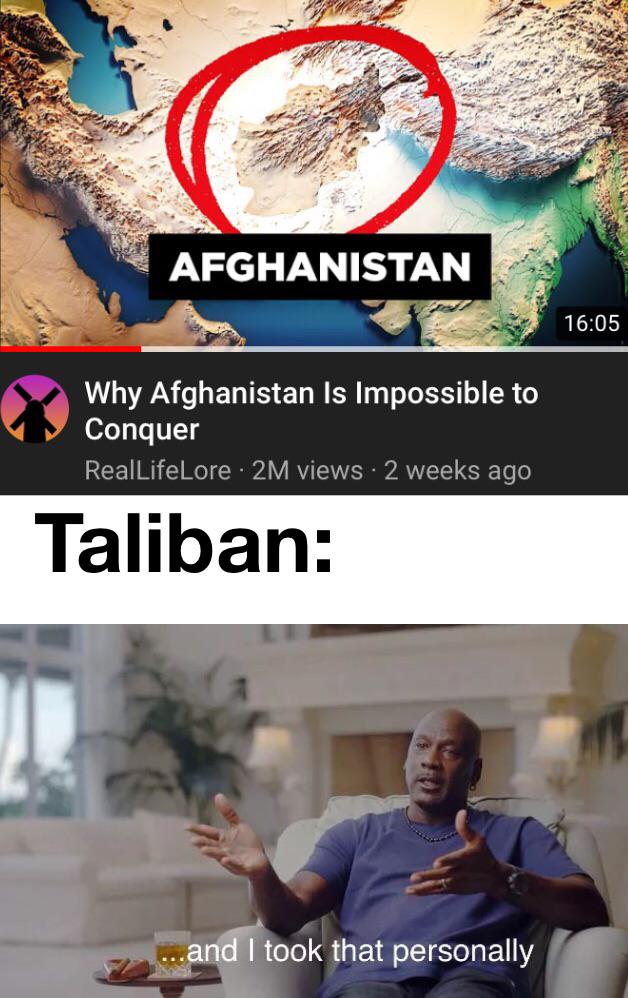 AFGHANISTAN
16:05
Why Afghanistan Is Impossible to
Conquer
RealLifeLore · 2M views · 2 weeks ago
Taliban:
...and I took that personally